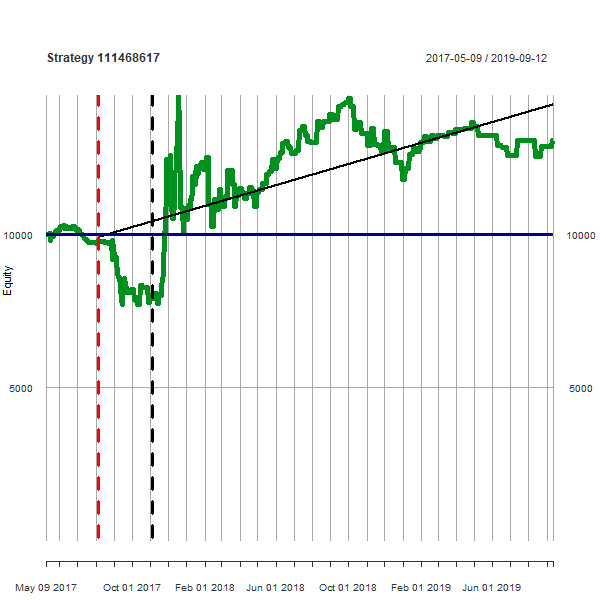 Strategy 111468617 2017-05-09 / 2019-09-12
10000 10000
Equity
5000 5000
May 09 2017 Oct 01 2017 Feb 01 2018 Jun 01 2018 Oct 01 2018 Feb 01 2019 Jun 01 2019